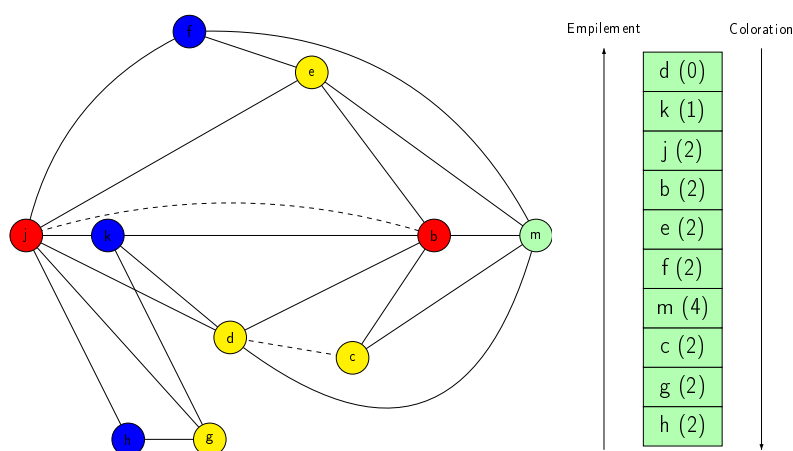 f
e
Empilement
Coloration
d (0)
k (1)
j (2)
b (2)
e (2)
f (2)
m (4)
c (2)
g (2)
h (2)
j
k
b
m
d
c
h
g